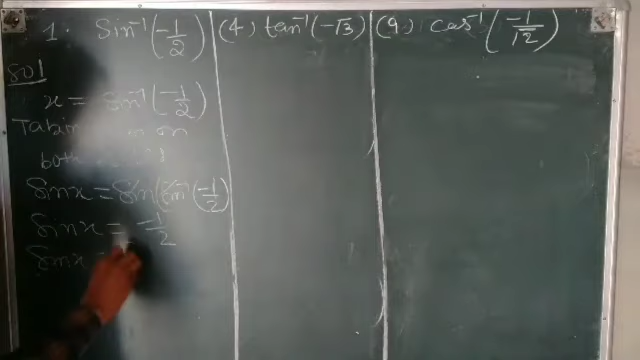 1. Sin⁻¹(-1/2)
Sol
x = Sin⁻¹(-1/2)
Taking on
both
Sinx = Sin(Sin⁻¹(-1/2)
Sinx = -1/2
Sinx =
(4) tan⁻¹(-√3)
(9) cos⁻¹(-1/√2)